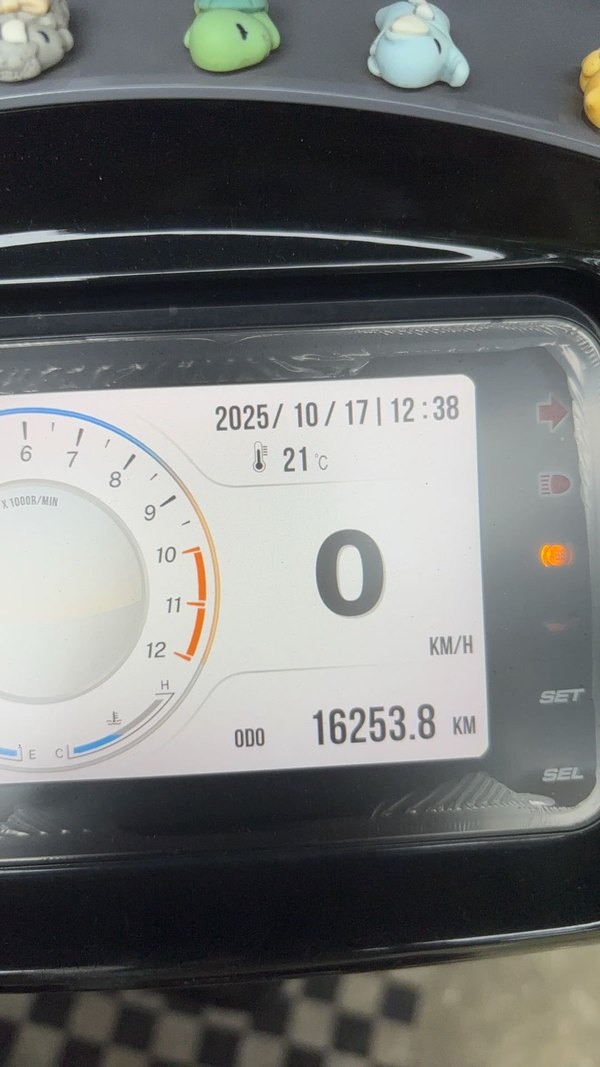 2025/ 10 / 17 | 12 : 38
21 °C
6
7
8
9
10
11
12
X 1000R/MIN
0
KM/H
H
E C
ODO 16253.8 KM
ABS
SET
SEL